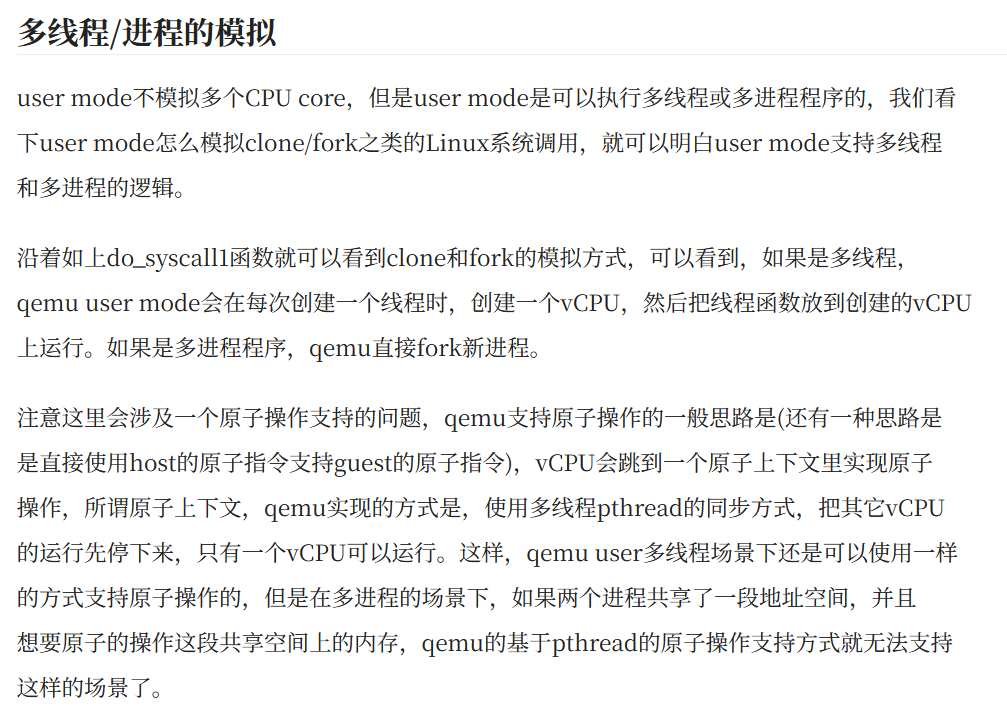 多线程/进程的模拟
user mode不模拟多个CPU core，但是user mode是可以执行多线程或多进程程序的，我们看
下user mode怎么模拟clone/fork之类的Linux系统调用，就可以明白user mode支持多线程
和多进程的逻辑。
沿着如上do_syscall1函数就可以看到clone和fork的模拟方式，可以看到，如果是多线程，
qemu user mode会在每次创建一个线程时，创建一个vCPU，然后把线程函数放到创建的vCPU
上运行。如果是多进程程序，qemu直接fork新进程。
注意这里会涉及一个原子操作支持的问题，qemu支持原子操作的一般思路是(还有一种思路是
是直接使用host的原子指令支持guest的原子指令)，vCPU会跳到一个原子上下文里实现原子
操作，所谓原子上下文，qemu实现的方式是，使用多线程pthread的同步方式，把其它vCPU
的运行先停下来，只有一个vCPU可以运行。这样，qemu user多线程场景下还是可以使用一样
的方式支持原子操作的，但是在多进程的场景下，如果两个进程共享了一段地址空间，并且
想要原子的操作这段共享空间上的内存，qemu的基于pthread的原子操作支持方式就无法支持
这样的场景了。